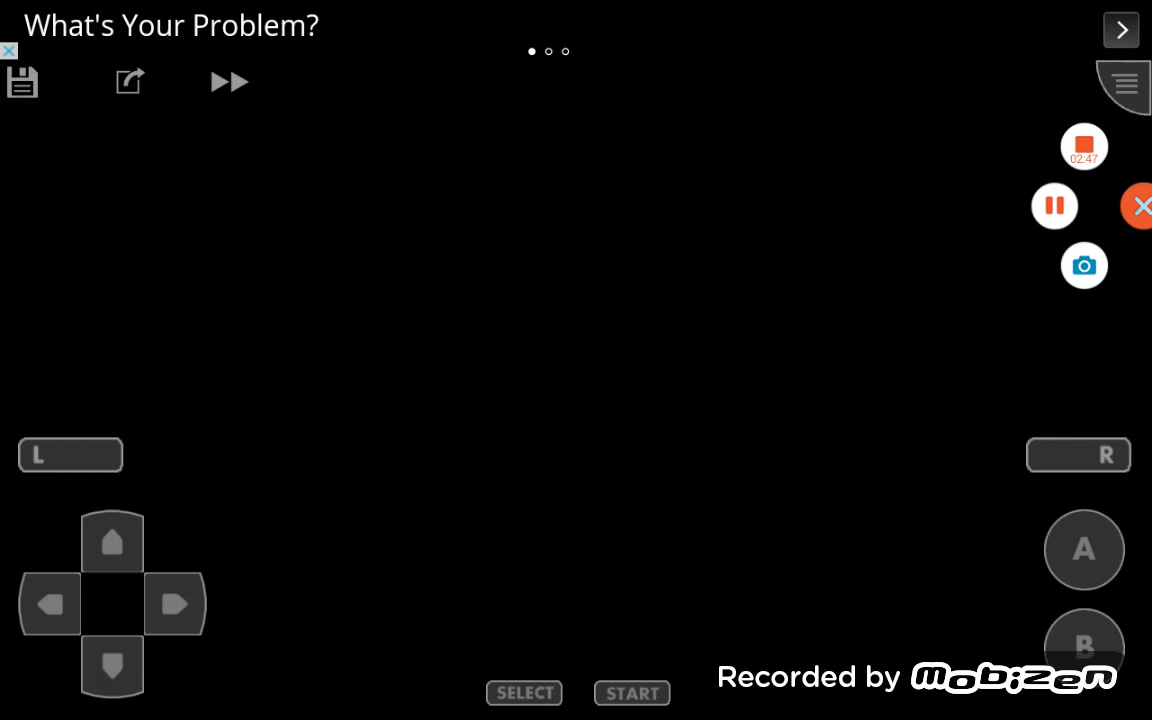 What's Your Problem?
02:47
L
R
A
B
SELECT
START
Recorded by mobizen